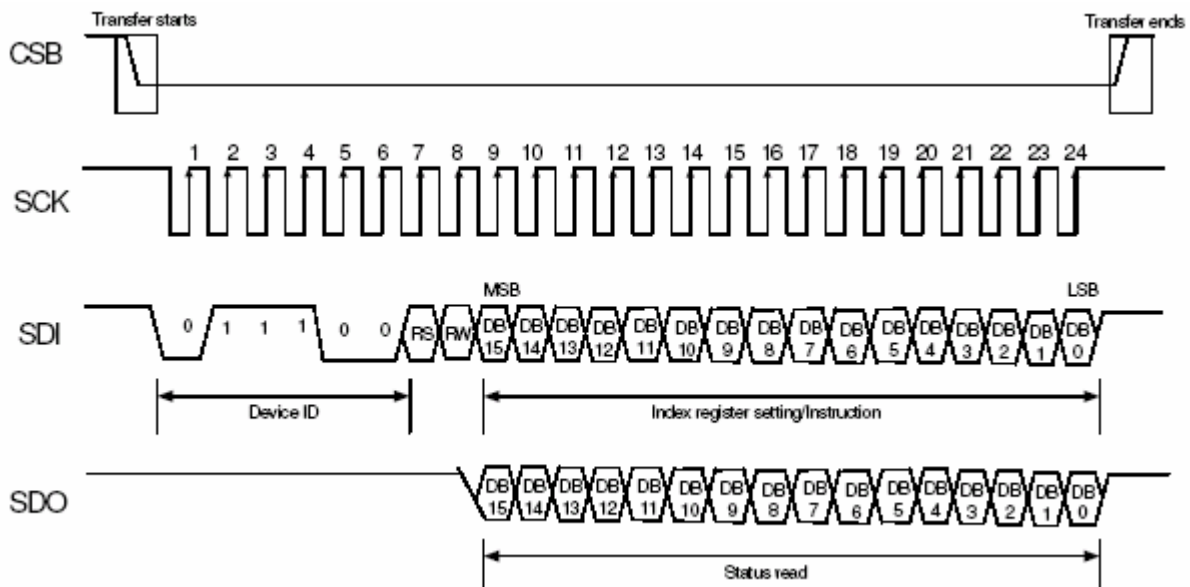 Transfer starts
Transfer ends
CSB
1 2 3 4 5 6 7 8 9 10 11 12 13 14 15 16 17 18 19 20 21 22 23 24
SCK
MSB
LSB
SDI
0 1 1 1 0 0 RS RW DB 15 DB 14 DB 13 DB 12 DB 11 DB 10 DB 9 DB 8 DB 7 DB 6 DB 5 DB 4 DB 3 DB 2 DB 1 DB 0
Device ID
Index register setting/Instruction
SDO
DB 15 DB 14 DB 13 DB 12 DB 11 DB 10 DB 9 DB 8 DB 7 DB 6 DB 5 DB 4 DB 3 DB 2 DB 1 DB 0
Status read